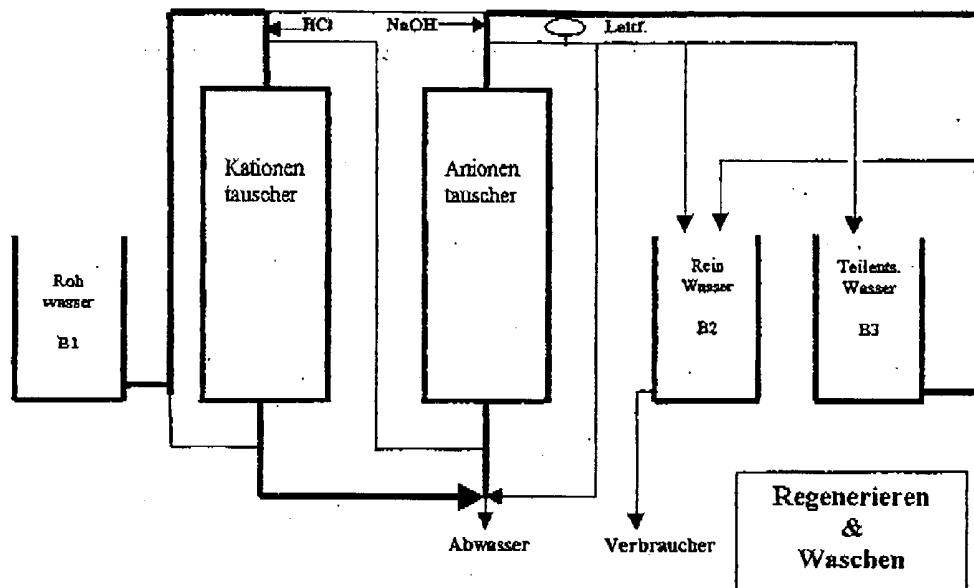 HCl
NaOH
Leitf.
Kationen
tauscher
Anionen
tauscher
Roh
wasser
B1
Rein
Wasser
B2
Teilents.
Wasser
B3
Abwasser
Verbraucher
Regenerieren
&
Waschen